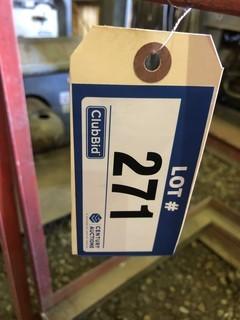 LOT #
271
ClubBid
CENTURY
AUCTIONS